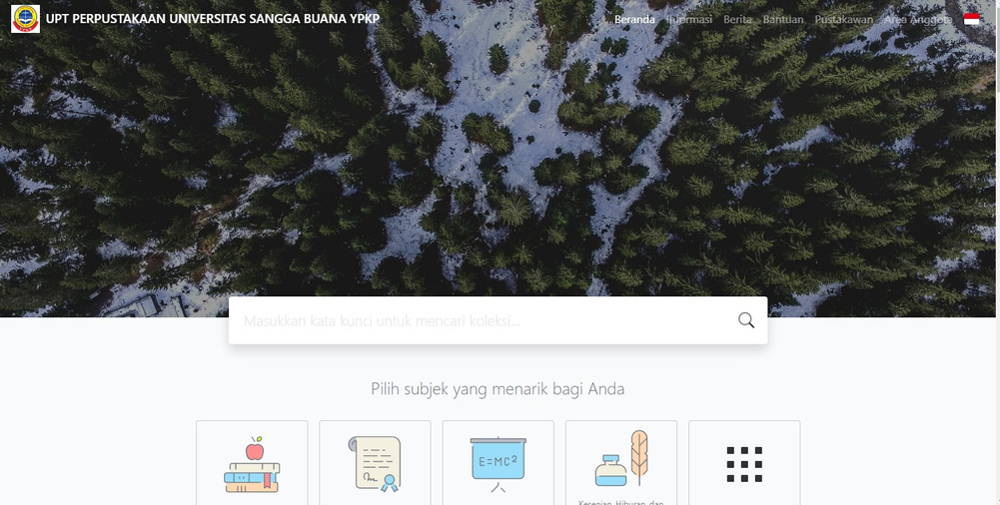 UPT PERPUSTAKAAN UNIVERSITAS SANGGA BUANA YPKP
Beranda Informasi Berita Bantuan Pustakawan Area Anggota
Masukkan kata kunci untuk mencari koleksi...
Pilih subjek yang menarik bagi Anda
E=MC²
Kesenian, Hiburan, dan